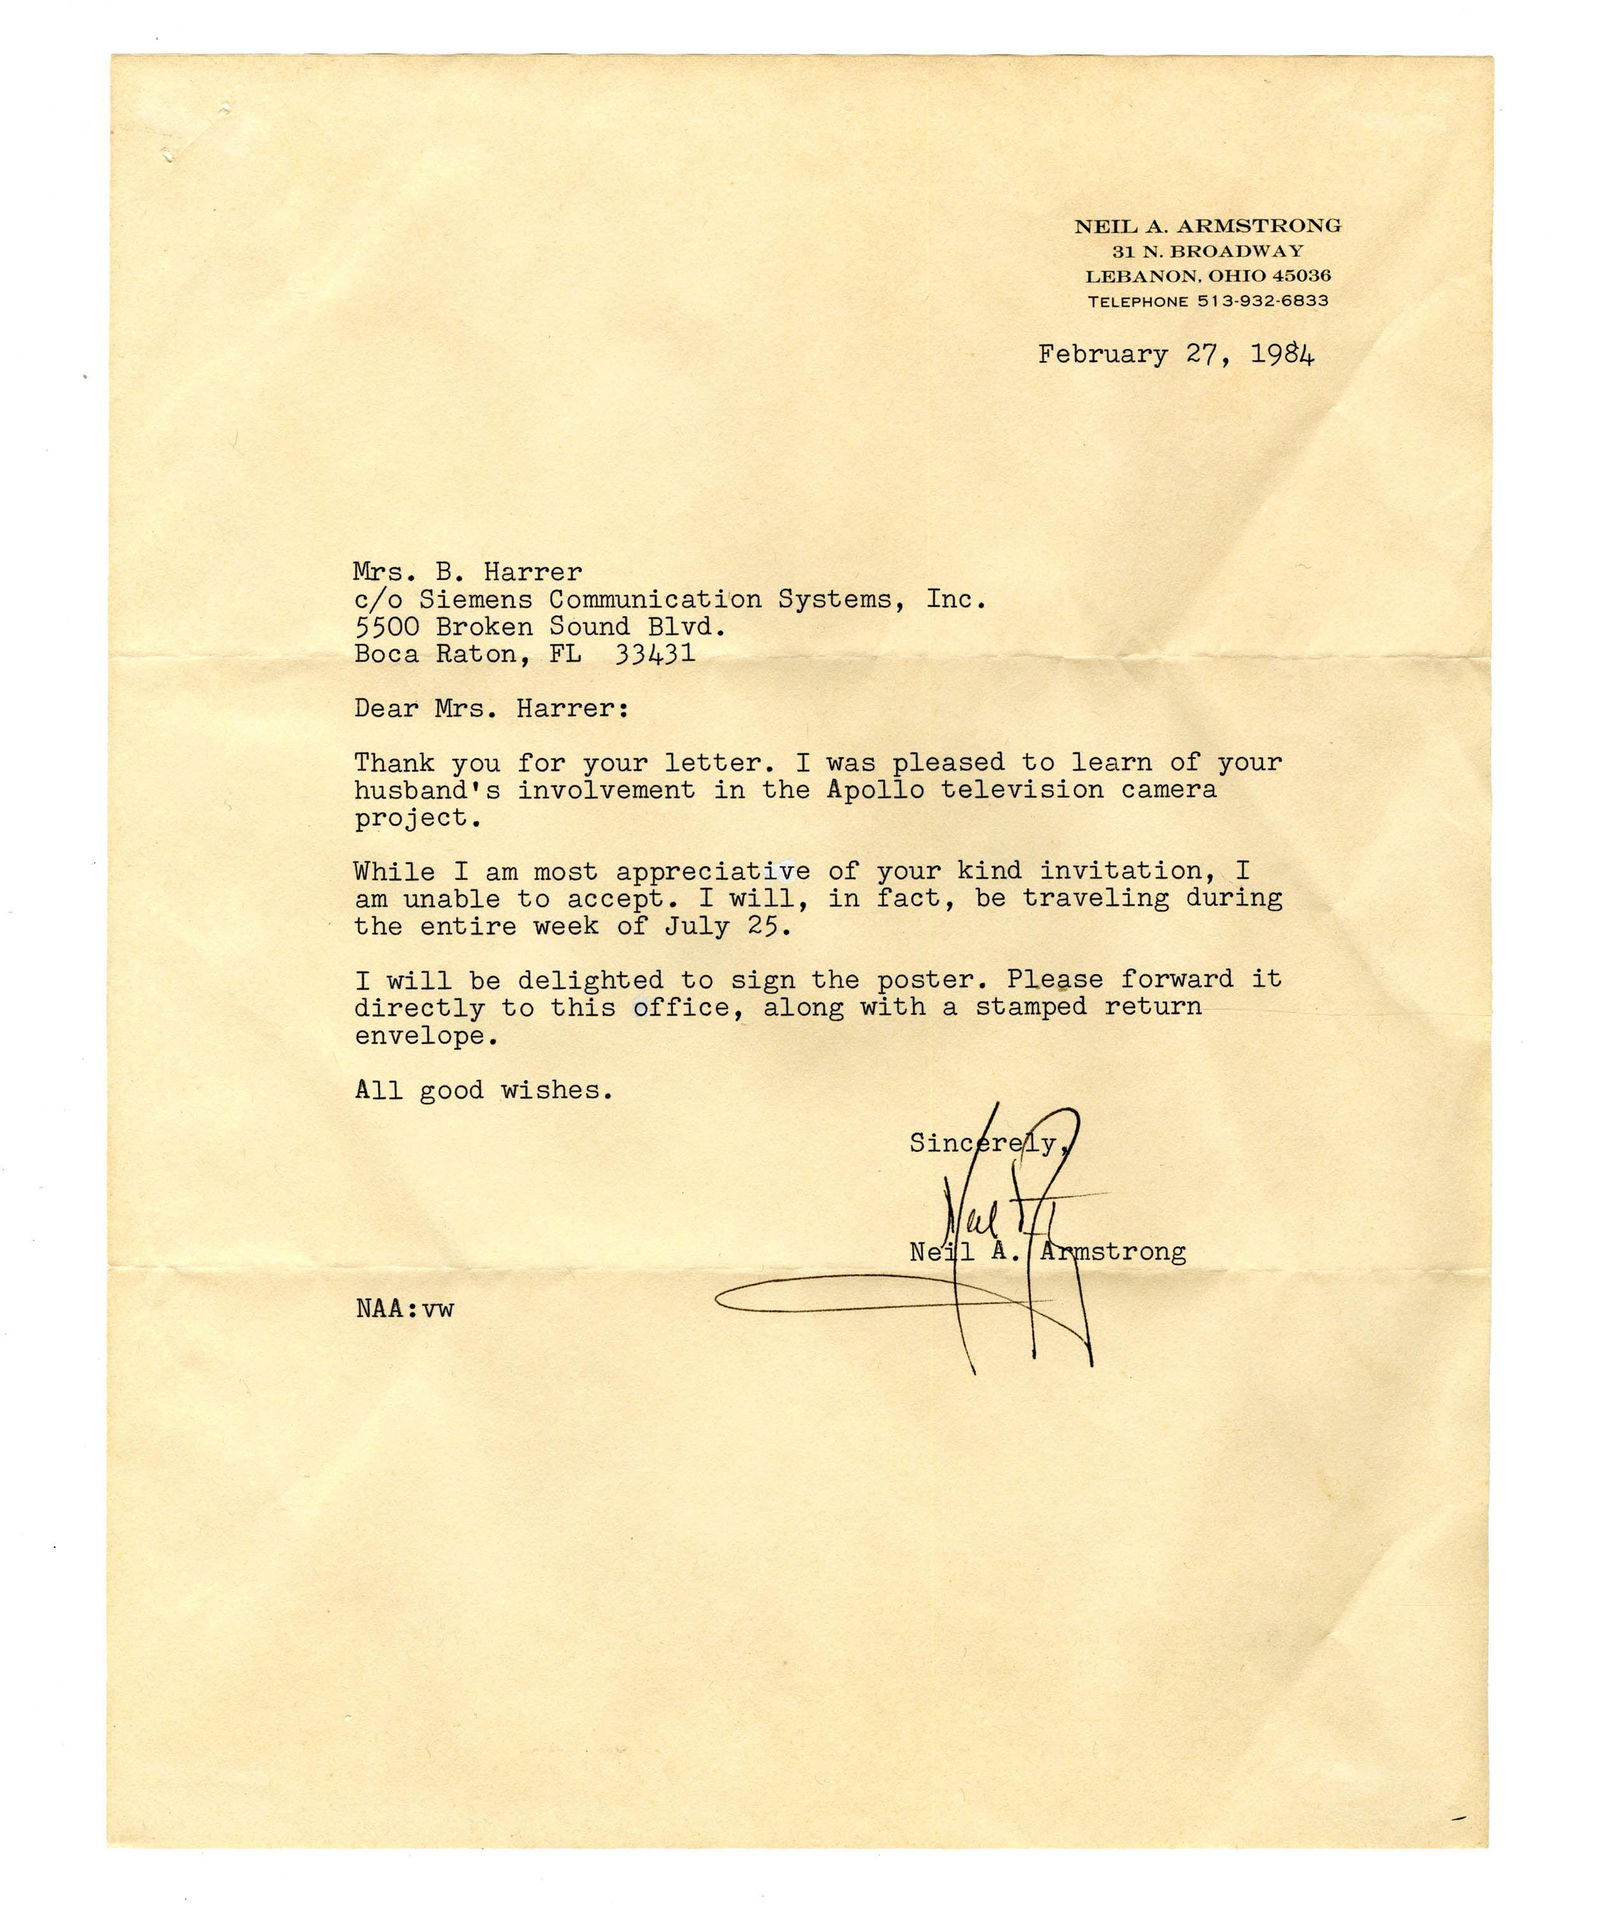 NEIL A. ARMSTRONG
31 N. BROADWAY
LEBANON, OHIO 45036
TELEPHONE 513-932-6833
February 27, 1984
Mrs. B. Harrer
c/o Siemens Communication Systems, Inc.
5500 Broken Sound Blvd.
Boca Raton, FL  33431
Dear Mrs. Harrer:
Thank you for your letter. I was pleased to learn of your
husband's involvement in the Apollo television camera
project.
While I am most appreciative of your kind invitation, I
am unable to accept. I will, in fact, be traveling during
the entire week of July 25.
I will be delighted to sign the poster. Please forward it
directly to this office, along with a stamped return
envelope.
All good wishes.
Sincerely,
Neil A
Neil A. Armstrong
NAA:vw